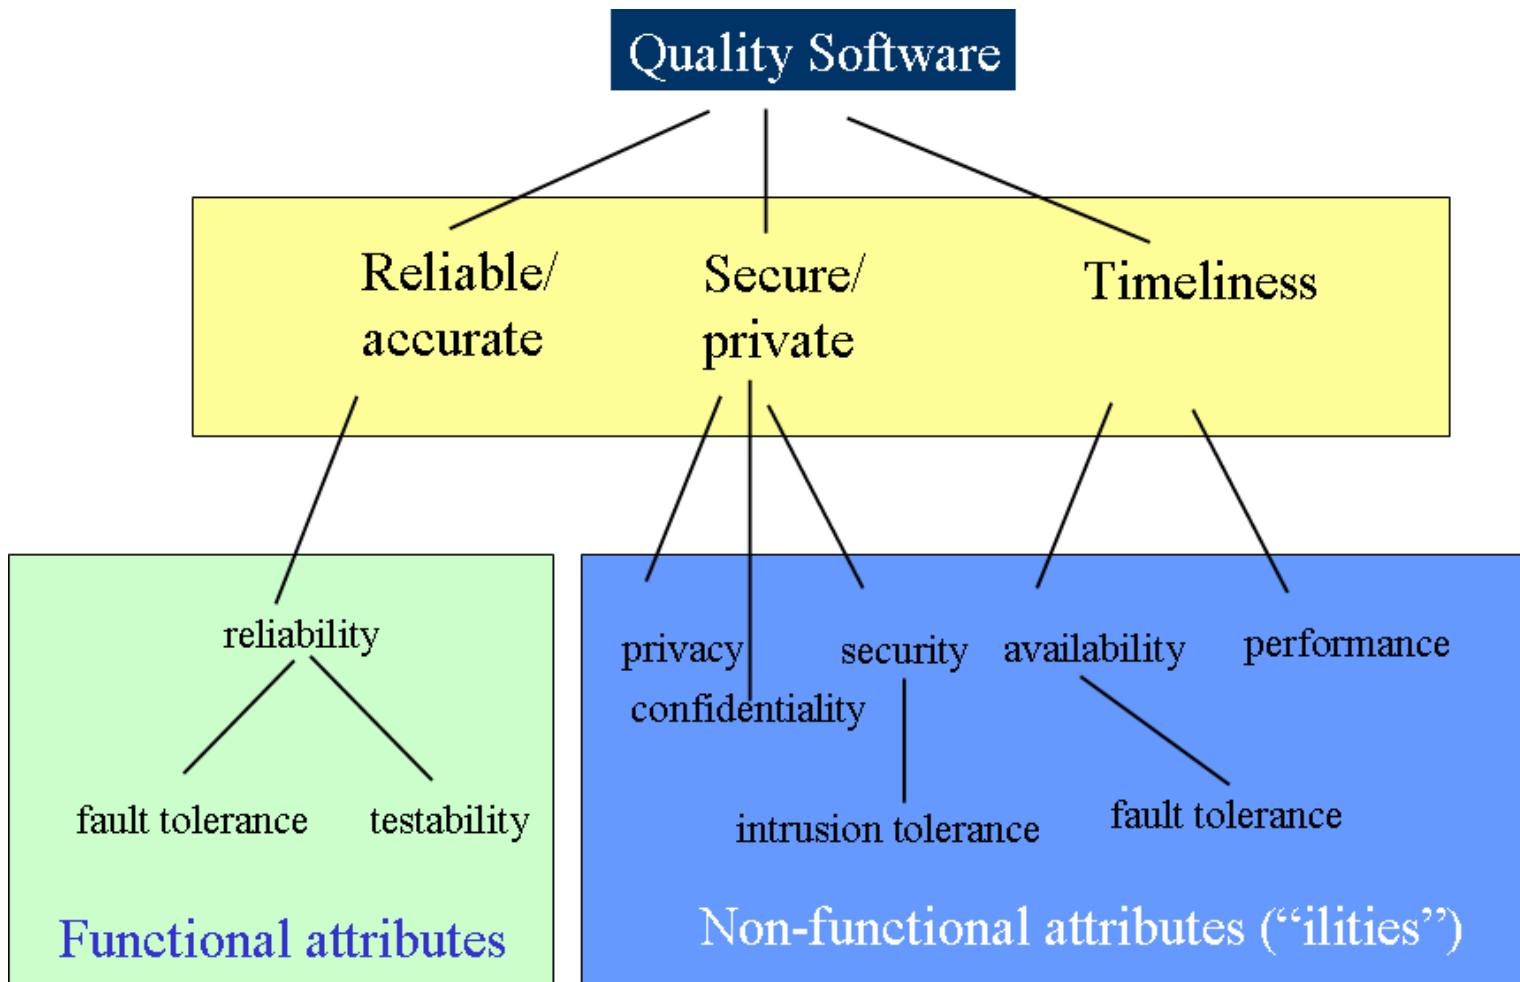 Quality Software
Reliable/
accurate
Secure/
private
Timeliness
reliability
fault tolerance
testability
Functional attributes
privacy
confidentiality
security
availability
performance
intrusion tolerance
fault tolerance
Non-functional attributes (“ilities”)